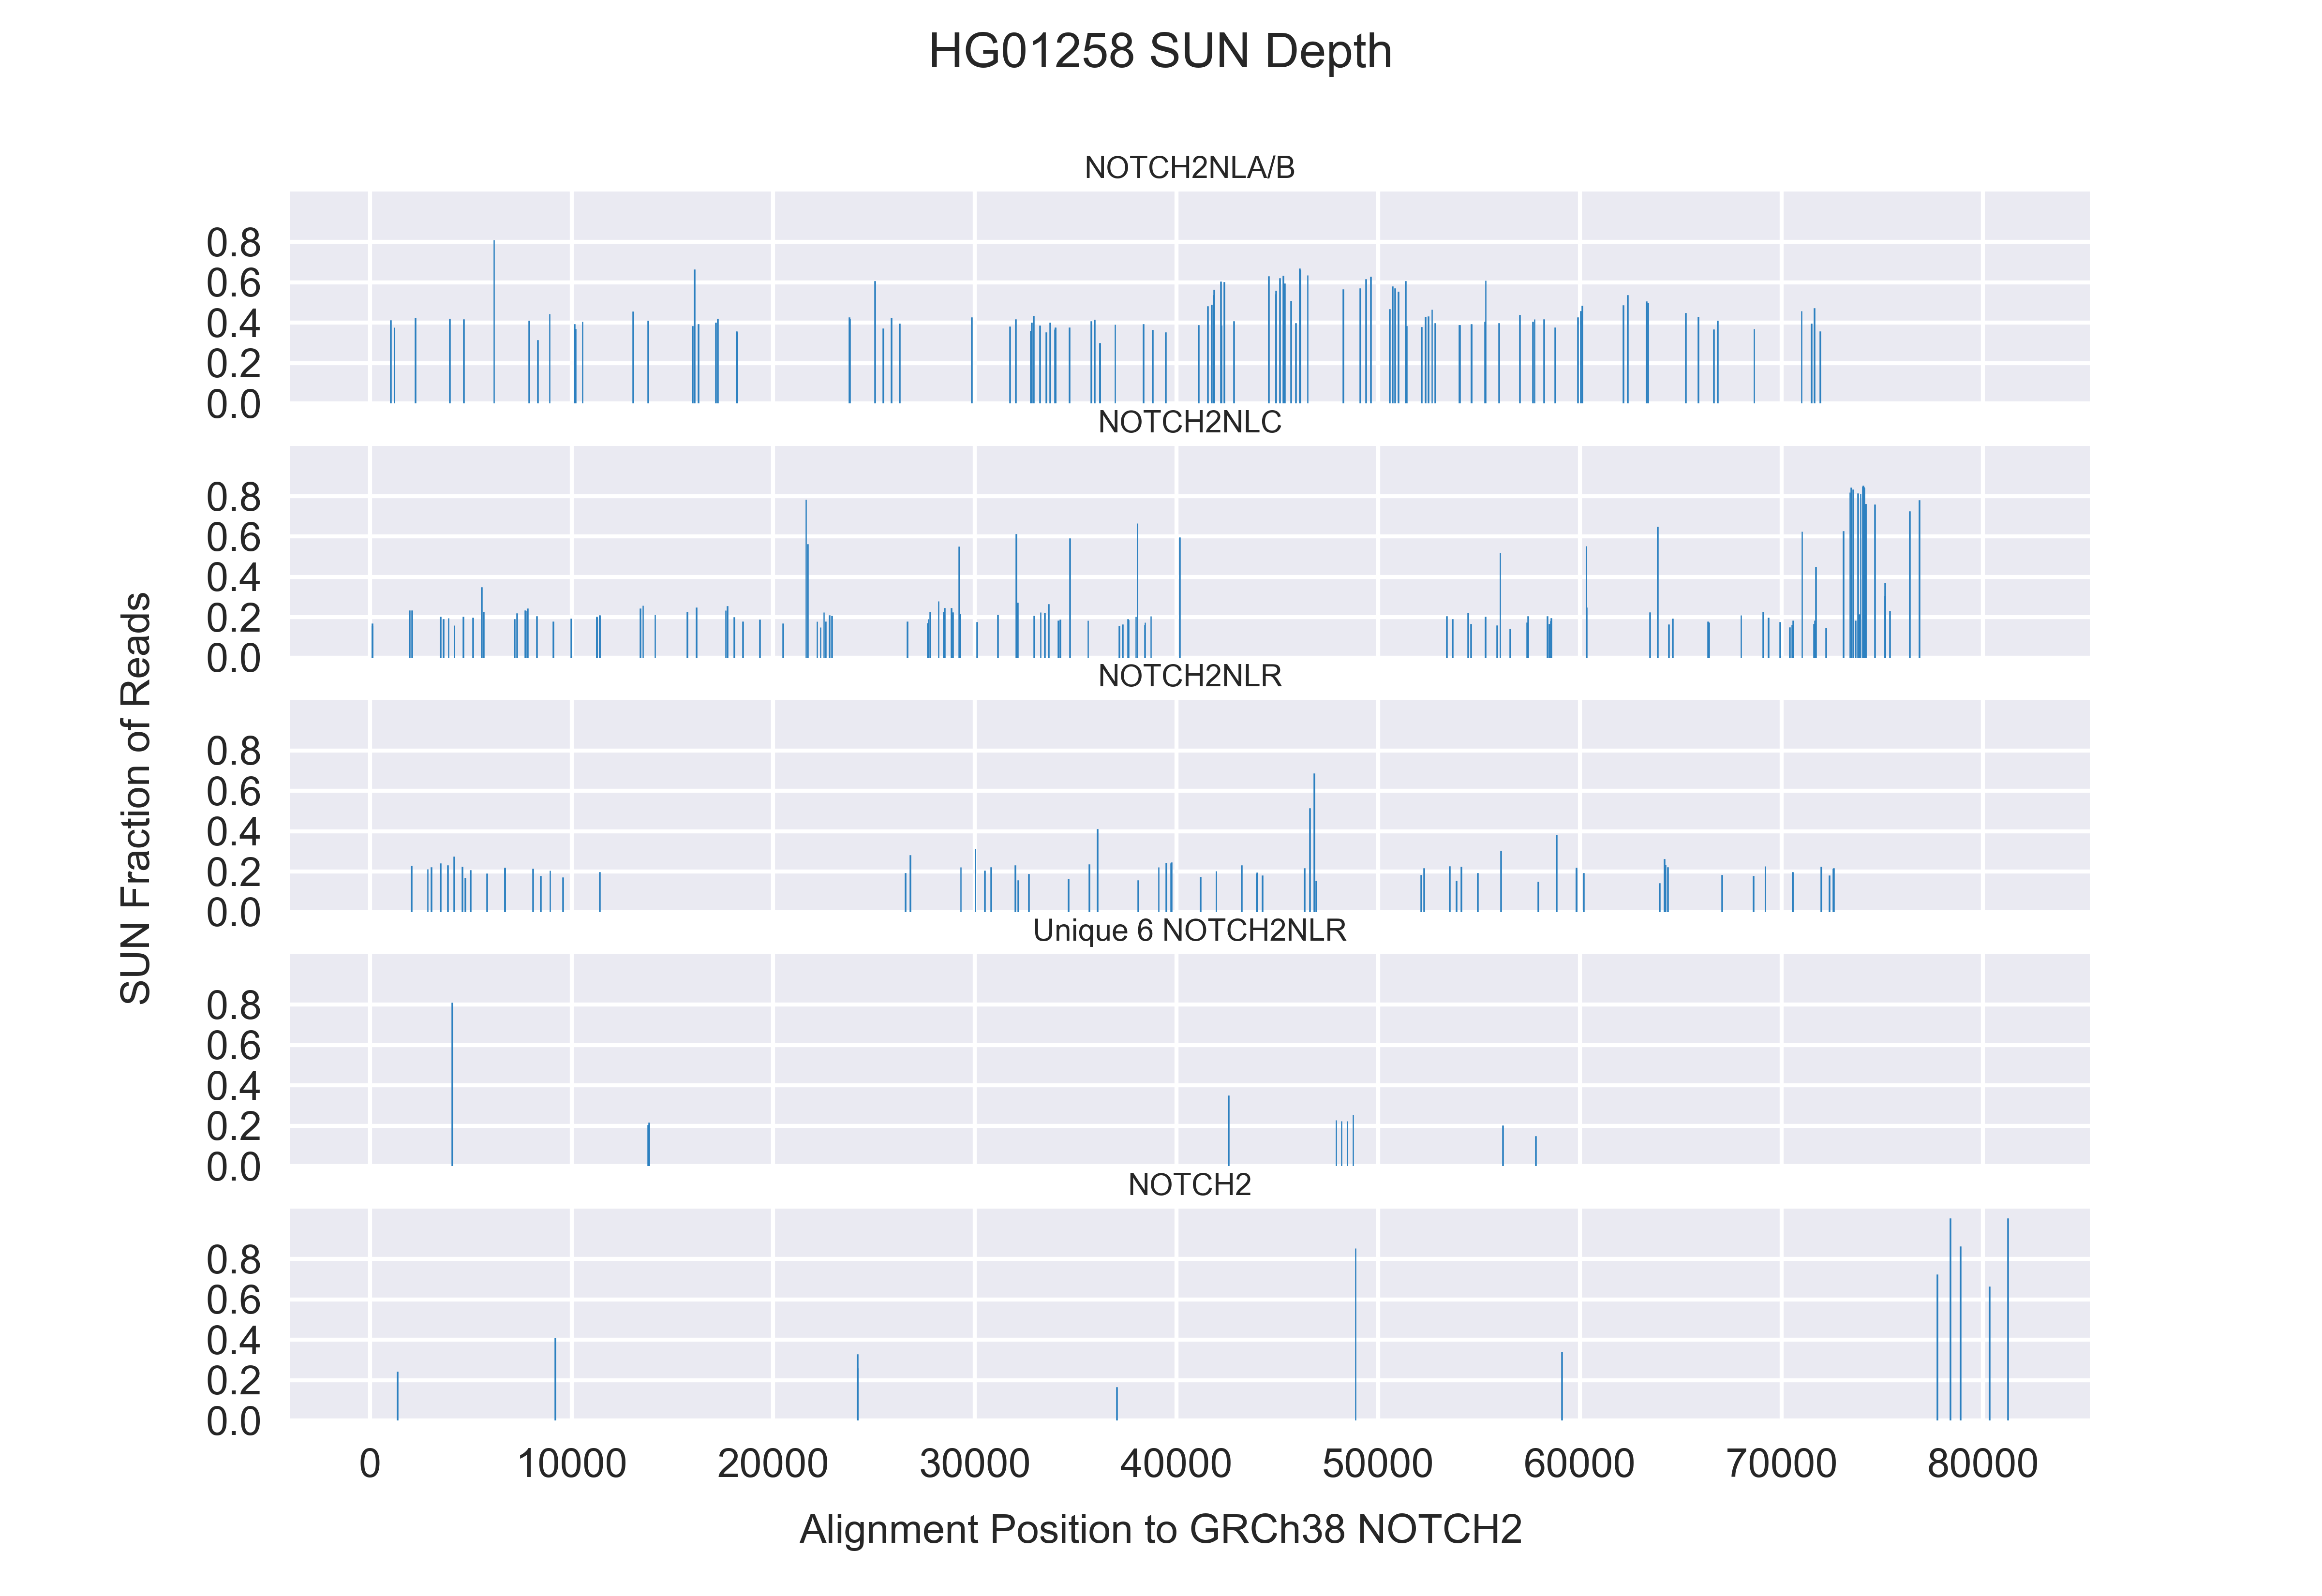 HG01258 SUN Depth
NOTCH2NLA/B
0.8
0.6
0.4
0.2
0.0
NOTCH2NLC
0.8
0.6
0.4
0.2
0.0
NOTCH2NLR
0.8
0.6
0.4
0.2
0.0
Unique 6 NOTCH2NLR
0.8
0.6
0.4
0.2
0.0
NOTCH2
0.8
0.6
0.4
0.2
0.0
SUN Fraction of Reads
0 10000 20000 30000 40000 50000 60000 70000 80000
Alignment Position to GRCh38 NOTCH2